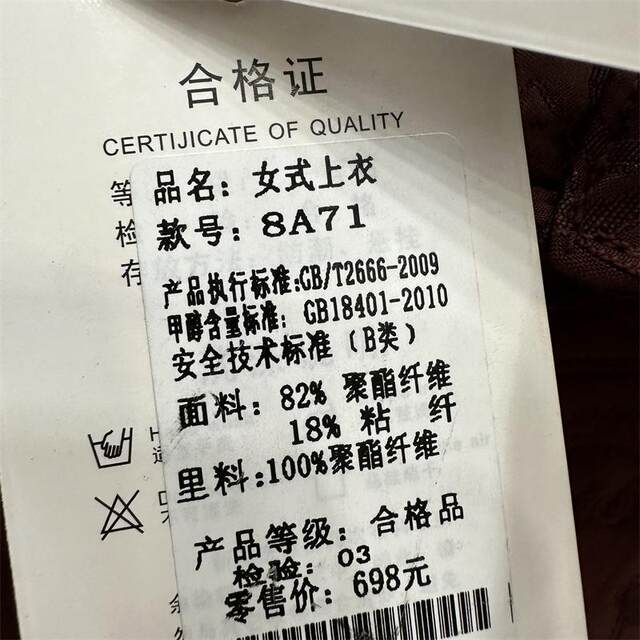 合格证
CERTIJICATE OF QUALITY
等
检
存
品名：女式上衣
款号：8A71
产品执行标准:GB/T2666-2009
甲醇含量标准：GB18401-2010
安全技术标准（B类）
面料：82% 聚酯纤维
18% 粘 纤
里料:100%聚酯纤维
产品等级：合格品
检验：03
零售价：698元